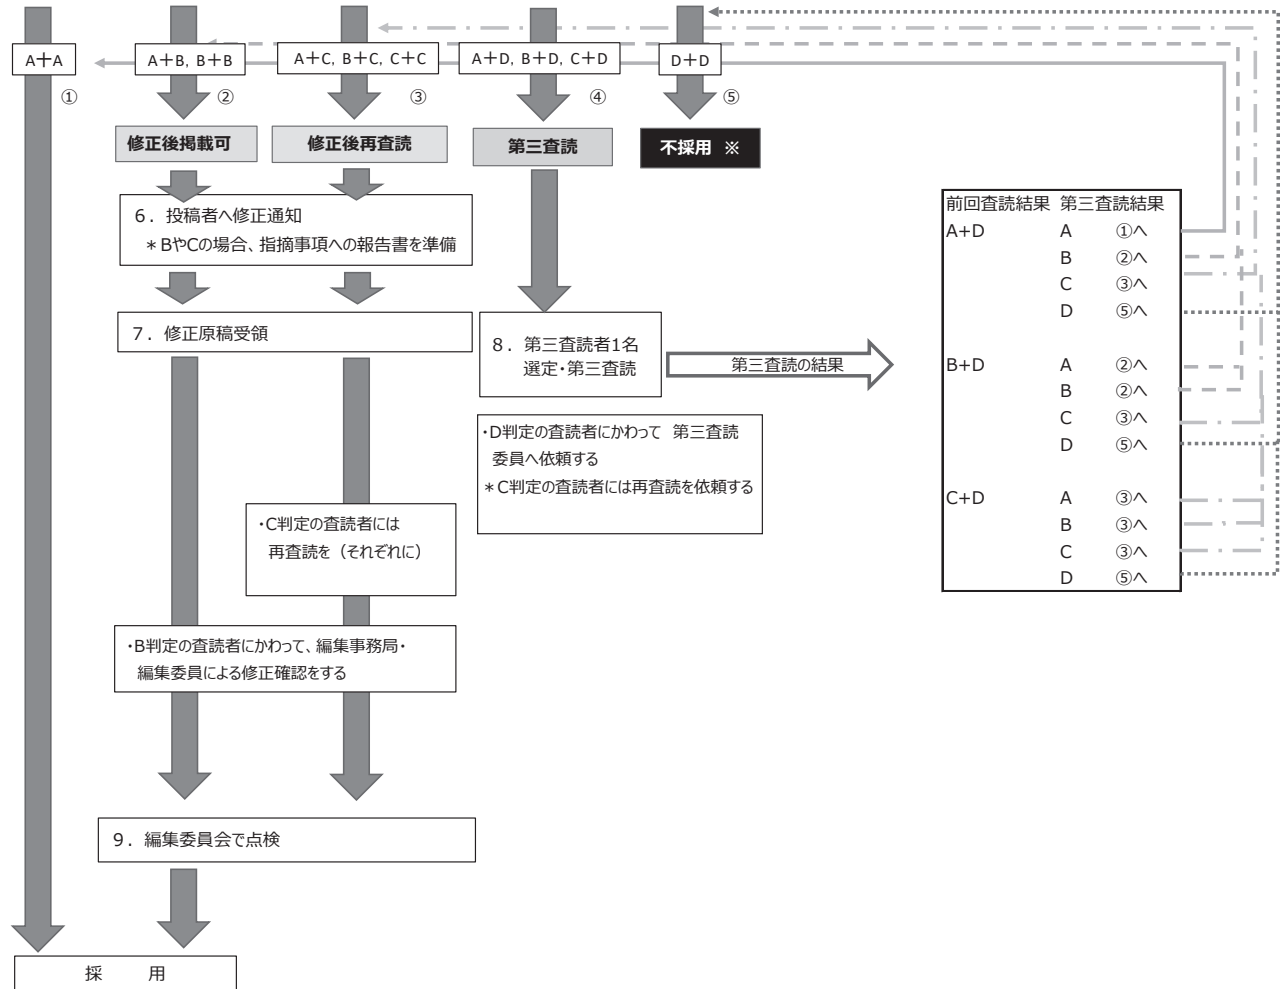 A+A
A+B, B+B
A+C, B+C, C+C
A+D, B+D, C+D
D+D
①
②
③
④
⑤
修正後掲載可
修正後再査読
第三査読
不採用 ※
6. 投稿者へ修正通知
*BやCの場合、指摘事項への報告書を準備
7. 修正原稿受領
8. 第三査読者1名
選定・第三査読
第三査読の結果
・D判定の査読者にかわって 第三査読
委員へ依頼する
*C判定の査読者には再査読を依頼する
・C判定の査読者には
再査読を（それぞれに）
・B判定の査読者にかわって、編集事務局・
編集委員による修正確認をする
9. 編集委員会で点検
採 用
前回査読結果 第三査読結果
A+D A ①へ
B ②へ
C ③へ
D ⑤へ
B+D A ②へ
B ②へ
C ③へ
D ⑤へ
C+D A ③へ
B ③へ
C ③へ
D ⑤へ